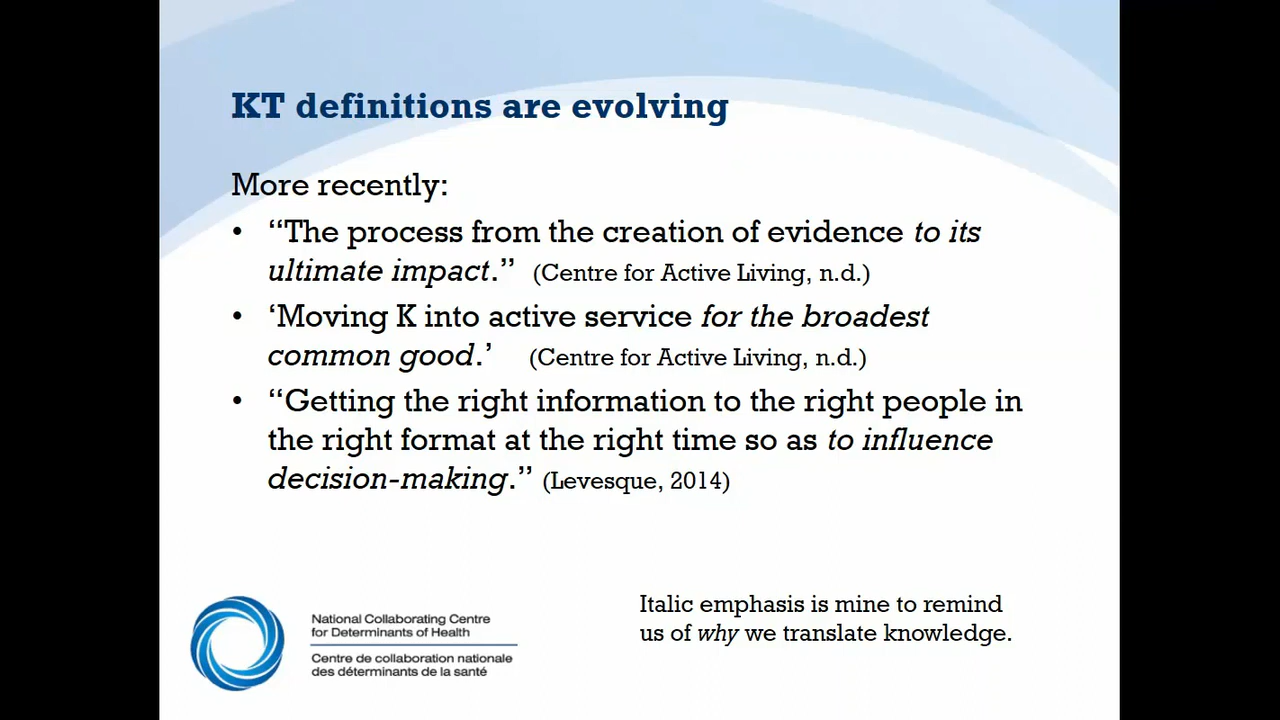 KT definitions are evolving
More recently:
• “The process from the creation of evidence to its
ultimate impact.” (Centre for Active Living, n.d.)
• ‘Moving K into active service for the broadest
common good.’ (Centre for Active Living, n.d.)
• “Getting the right information to the right people in
the right format at the right time so as to influence
decision-making.” (Levesque, 2014)
Italic emphasis is mine to remind
us of why we translate knowledge.
National Collaborating Centre
for Determinants of Health
Centre de collaboration nationale
des déterminants de la santé